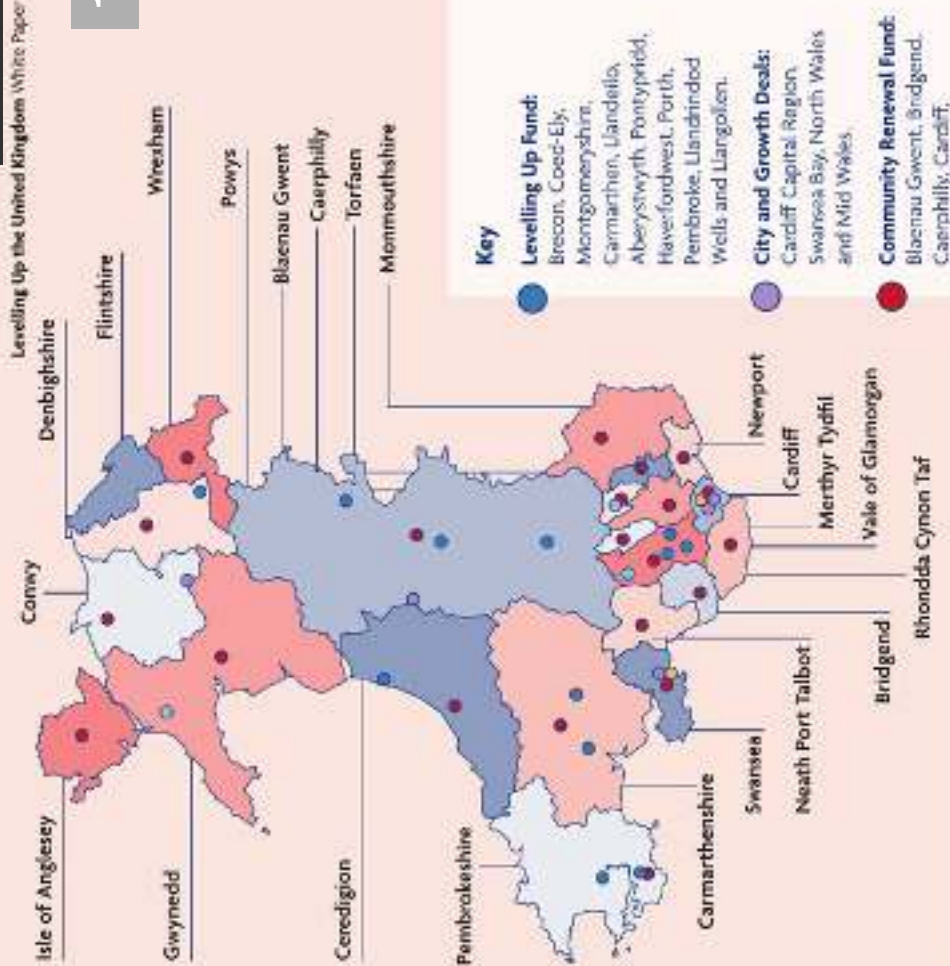 Levelling Up the United Kingdom White Paper
Denbighshire
Flintshire
Wrexham
Powys
Blaenau Gwent
Caerphilly
Torfaen
Monmouthshire
Conwy
Newport
Cardiff
Merthyr Tydfil
Vale of Glamorgan
Rhondda Cynon Taf
Bridgend
Neath Port Talbot
Swansea
Carmarthenshire
Isle of Anglesey
Gwynedd
Ceredigion
Pembrokeshire
Key
Levelling Up Fund:
Brecon, Coed-Ely,
Montgomeryshire,
Carmarthen, Llandeilo,
Aberystwyth, Pontypridd,
Haverfordwest, Porth,
Pembroke, Llandrindod
Wells and Llangollen.
City and Growth Deals:
Cardiff Capital Region,
Swansea Bay, North Wales
and Mid Wales
Community Renewal Fund:
Blaenau Gwent, Bridgend,
Caerphilly, Cardiff,